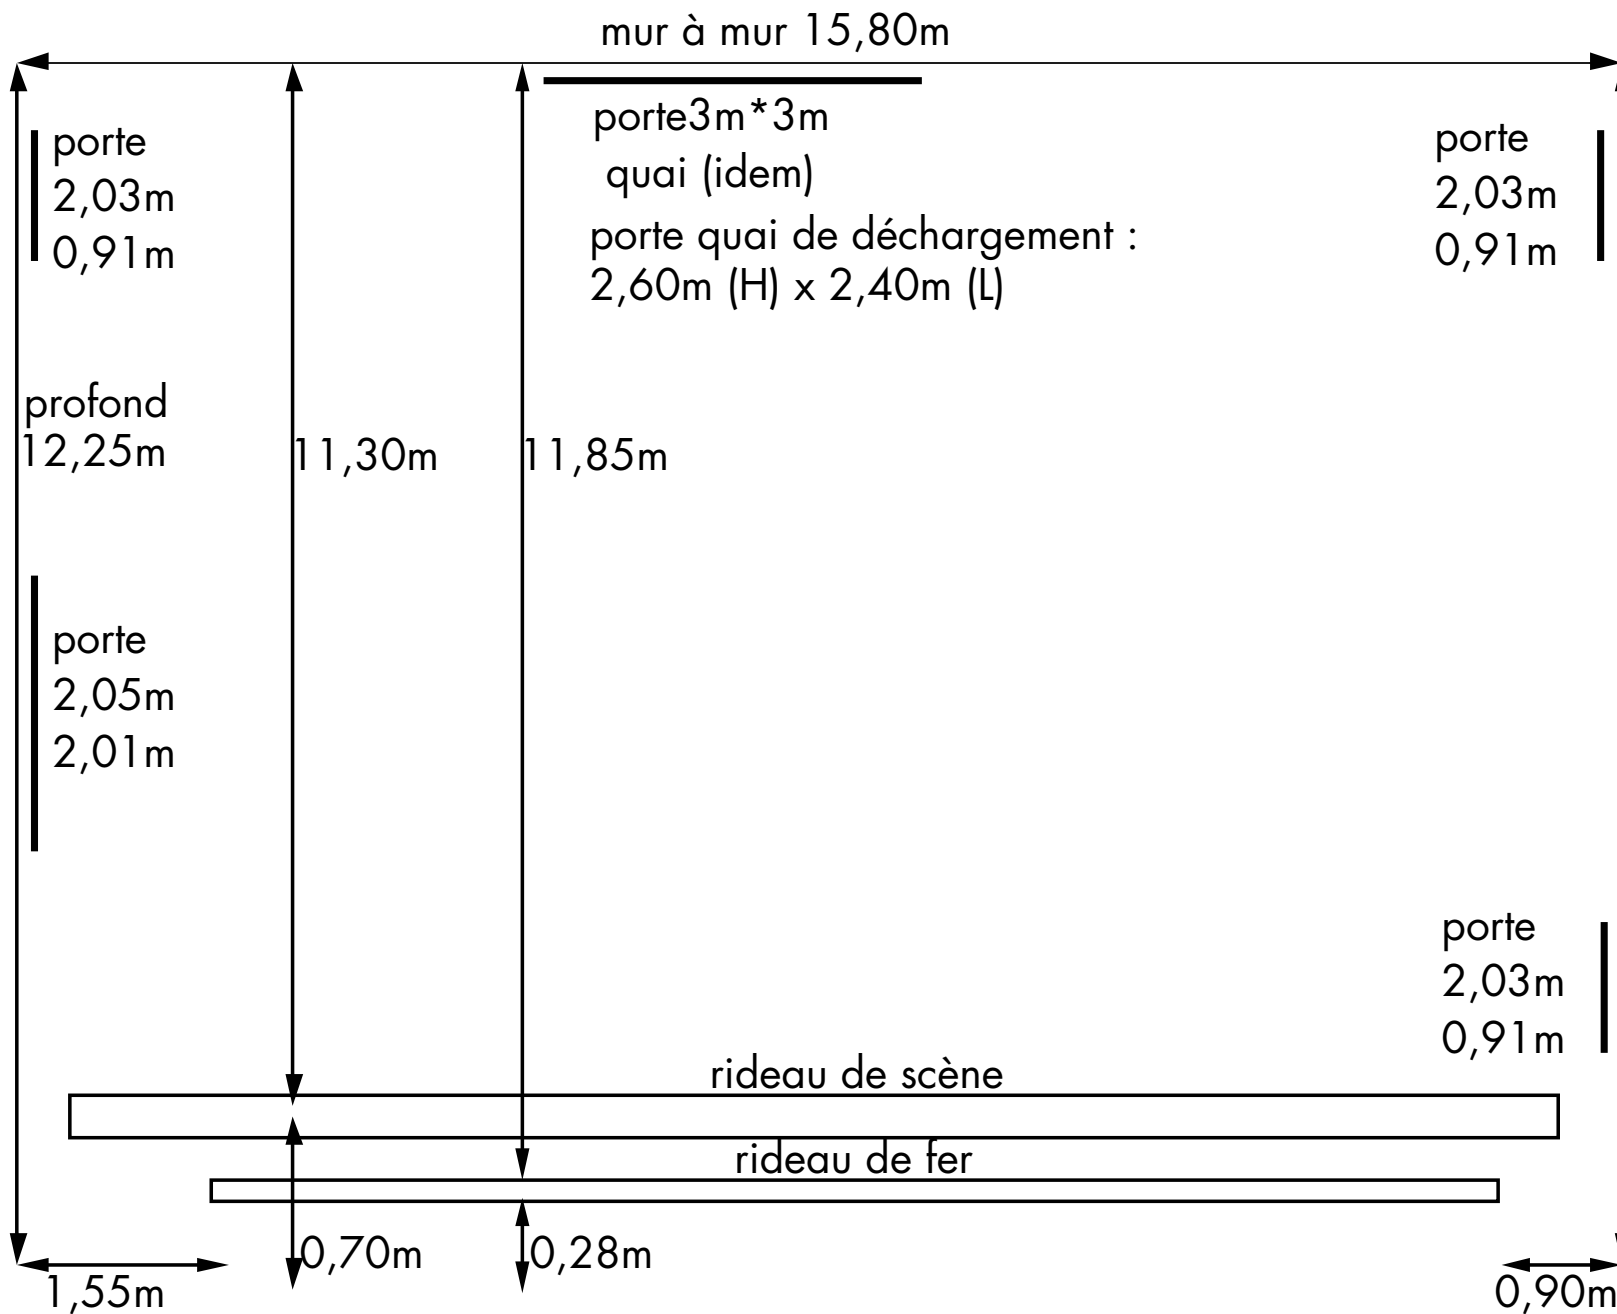 mur à mur 15,80m
porte3m*3m
quai (idem)
porte quai de déchargement :
2,60m (H) x 2,40m (L)
porte
2,03m
0,91m
porte
2,03m
0,91m
profond
12,25m
11,30m
11,85m
porte
2,05m
2,01m
porte
2,03m
0,91m
rideau de scène
rideau de fer
0,70m
0,28m
1,55m
0,90m